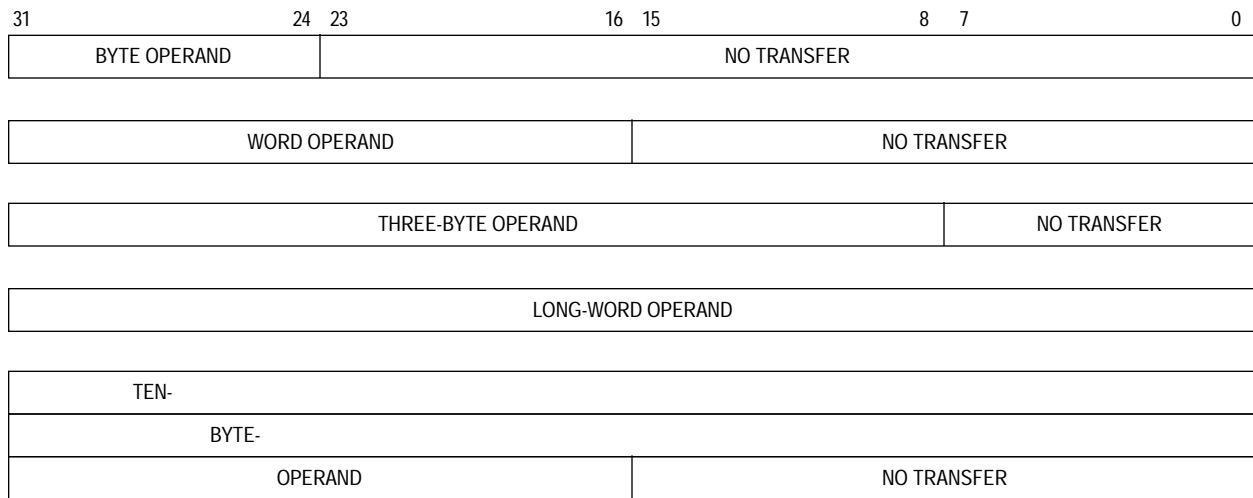 31 24 23 16 15 8 7 0
BYTE OPERAND NO TRANSFER
WORD OPERAND NO TRANSFER
THREE-BYTE OPERAND NO TRANSFER
LONG-WORD OPERAND
TEN-
BYTE-
OPERAND NO TRANSFER